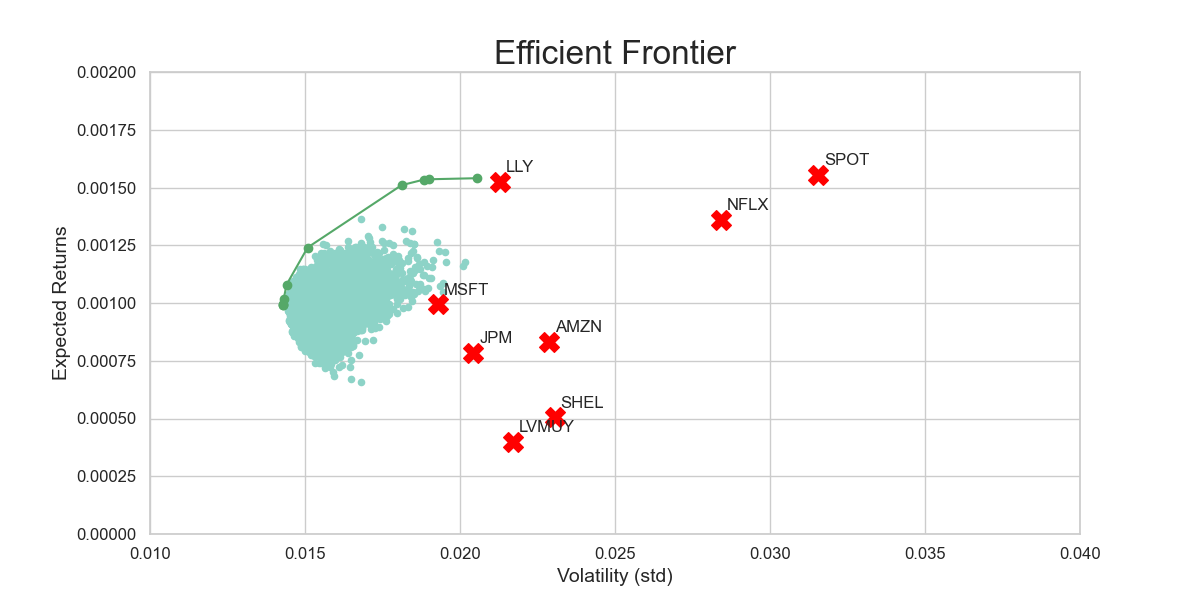 Efficient Frontier
Expected Returns
0.00200
0.00175
0.00150
0.00125
0.00100
0.00075
0.00050
0.00025
0.00000
LLY
SPOT
NFLX
MSFT
JPM
AMZN
SHEL
LVMUY
0.010 0.015 0.020 0.025 0.030 0.035 0.040
Volatility (std)